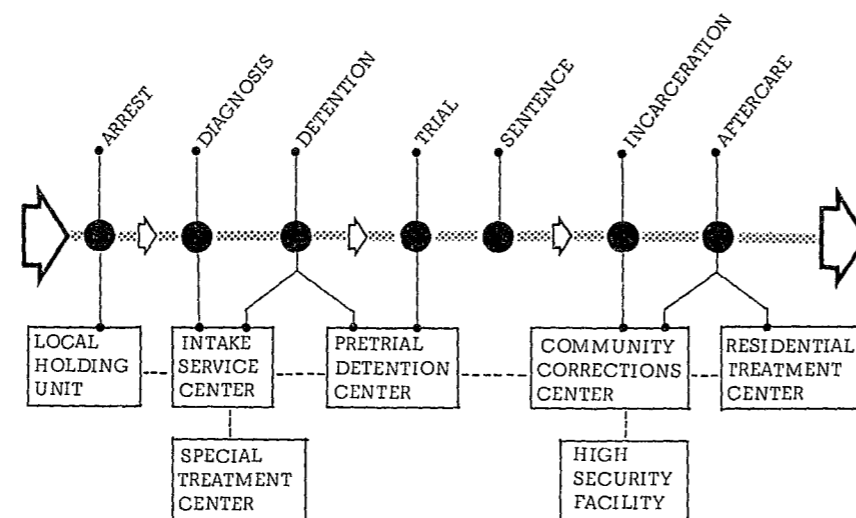 ARREST
DIAGNOSIS
DETENTION
TRIAL
SENTENCE
INCARCERATION
AFTERCARE
LOCAL
HOLDING
UNIT
INTAKE
SERVICE
CENTER
PRETRIAL
DETENTION
CENTER
COMMUNITY
CORRECTIONS
CENTER
RESIDENTIAL
TREATMENT
CENTER
SPECIAL
TREATMENT
CENTER
HIGH
SECURITY
FACILITY